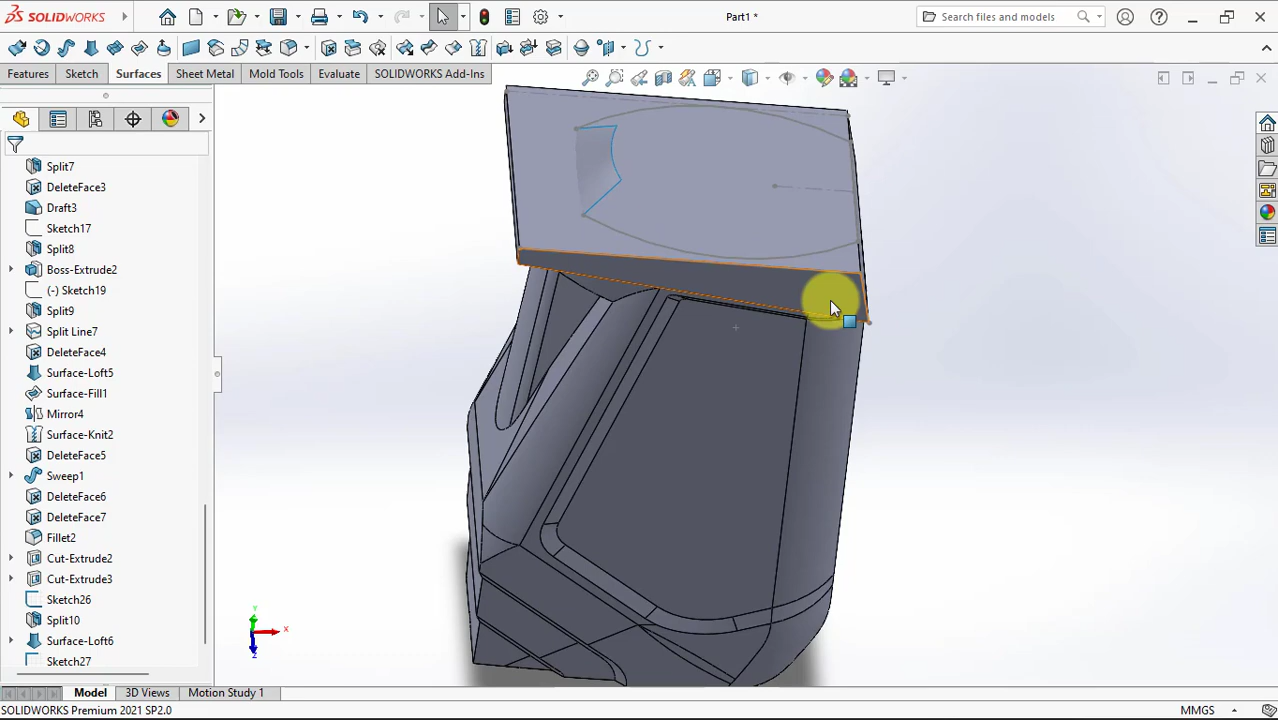 SOLIDWORKS
Part1 *
Search files and models
Features
Sketch
Surfaces
Sheet Metal
Mold Tools
Evaluate
SOLIDWORKS Add-Ins
Split7
DeleteFace3
Draft3
Sketch17
Split8
Boss-Extrude2
(-) Sketch19
Split9
Split Line7
DeleteFace4
Surface-Loft5
Surface-Fill1
Mirror4
Surface-Knit2
DeleteFace5
Sweep1
DeleteFace6
DeleteFace7
Fillet2
Cut-Extrude2
Cut-Extrude3
Sketch26
Split10
Surface-Loft6
Sketch27
Y
X
Z
Model
3D Views
Motion Study 1
SOLIDWORKS Premium 2021 SP2.0
MMGS